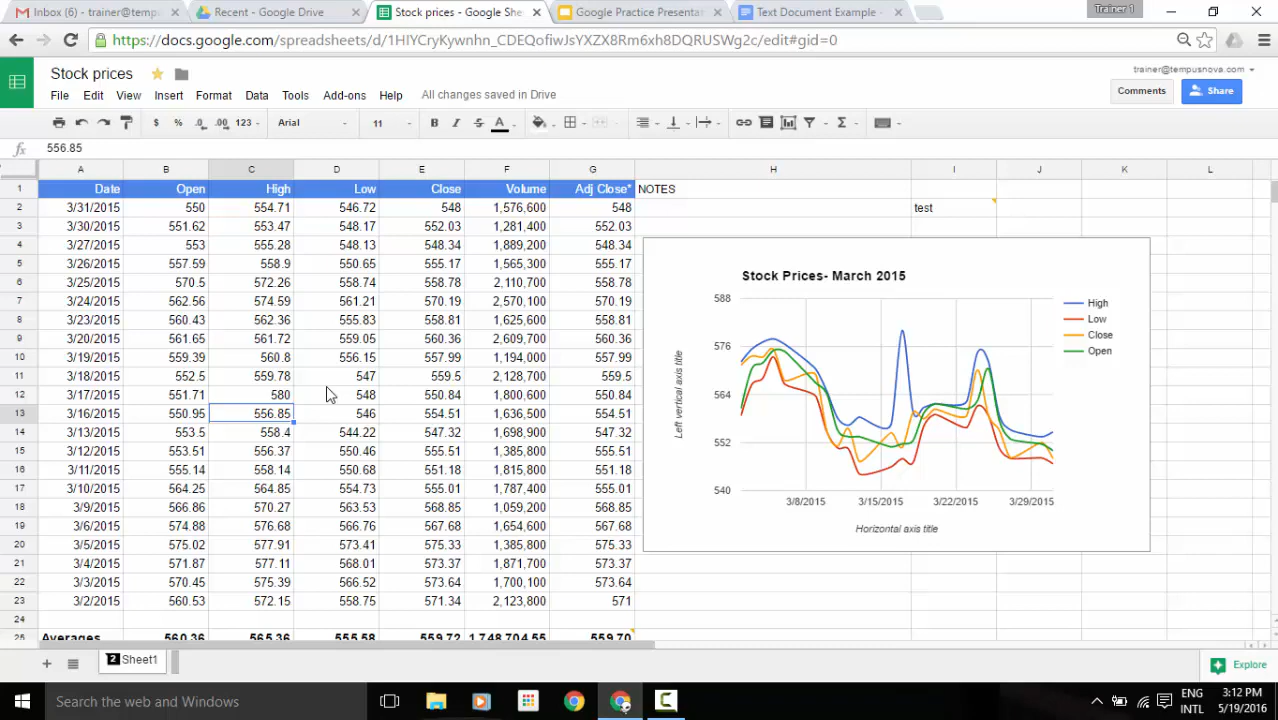 Inbox (6) - trainer@tempus
Recent - Google Drive
Stock prices - Google She
Google Practice Presentat
Text Document Example -
Trainer 1
https://docs.google.com/spreadsheets/d/1HIYCryKywnhn_CDEQofiwJsYXZX8Rm6xh8DQRUSWg2c/edit#gid=0
Stock prices
trainer@tempusnova.com
File Edit View Insert Format Data Tools Add-ons Help All changes saved in Drive
Comments Share
$ % .0 .00 123 Arial 11 B I S A Σ
fx 556.85
A B C D E F G H I J K L
1 Date Open High Low Close Volume Adj Close* NOTES
2 3/31/2015 550 554.71 546.72 548 1,576,600 548 test
3 3/30/2015 551.62 553.47 548.17 552.03 1,281,400 552.03
4 3/27/2015 553 555.28 548.13 548.34 1,889,200 548.34
5 3/26/2015 557.59 558.9 550.65 555.17 1,565,300 555.17
6 3/25/2015 570.5 572.26 558.74 558.78 2,110,700 558.78
7 3/24/2015 562.56 574.59 561.21 570.19 2,570,100 570.19
8 3/23/2015 560.43 562.36 555.83 558.81 1,625,600 558.81
9 3/20/2015 561.65 561.72 559.05 560.36 2,609,700 560.36
10 3/19/2015 559.39 560.8 556.15 557.99 1,194,000 557.99
11 3/18/2015 552.5 559.78 547 559.5 2,128,700 559.5
12 3/17/2015 551.71 580 548 550.84 1,800,600 550.84
13 3/16/2015 550.95 556.85 546 554.51 1,636,500 554.51
14 3/13/2015 553.5 558.4 544.22 547.32 1,698,900 547.32
15 3/12/2015 553.51 556.37 550.46 555.51 1,385,800 555.51
16 3/11/2015 555.14 558.14 550.68 551.18 1,815,800 551.18
17 3/10/2015 564.25 564.85 554.73 555.01 1,787,400 555.01
18 3/9/2015 566.86 570.27 563.53 568.85 1,059,200 568.85
19 3/6/2015 574.88 576.68 566.76 567.68 1,654,600 567.68
20 3/5/2015 575.02 577.91 573.41 575.33 1,385,800 575.33
21 3/4/2015 571.87 577.11 568.01 573.37 1,871,700 573.37
22 3/3/2015 570.45 575.39 566.52 573.64 1,700,100 573.64
23 3/2/2015 560.53 572.15 558.75 571.34 2,123,800 571
24
25 Averages 560.36 565.36 555.58 559.72 1,748,704.55 559.70
Stock Prices- March 2015
588
576
564
552
540
Left vertical axis title
High
Low
Close
Open
3/8/2015 3/15/2015 3/22/2015 3/29/2015
Horizontal axis title
+ 2 Sheet1 Explore
Search the web and Windows
ENG
INTL
3:12 PM
5/19/2016